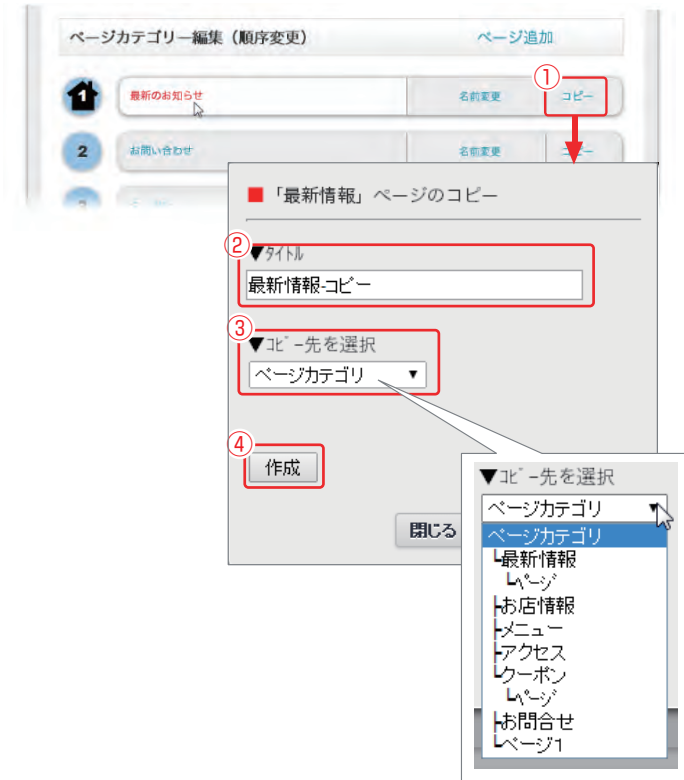 ページカテゴリー編集（順序変更） ページ追加
1 最新のお知らせ 名前変更 コピー
①
2 お問い合わせ 名前変更 コピー
■「最新情報」ページのコピー
②
▼ﾀｲﾄﾙ
最新情報-コピー
③
▼ｺﾋﾟｰ先を選択
ページカテゴリ ▼
④
作成
閉じる
▼ｺﾋﾟｰ先を選択
ページカテゴリ ▼
ページカテゴリ
┗最新情報
┗ﾍﾟｰｼﾞ
┣お店情報
┣メニュー
┣アクセス
┗クーポン
┗ﾍﾟｰｼﾞ
┣お問合せ
┗ページ1